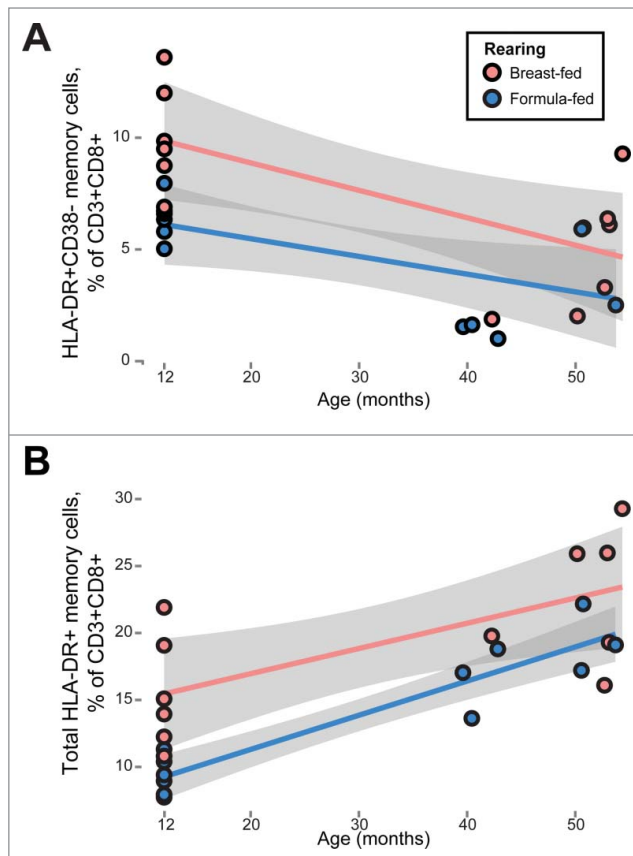 A
Rearing
Breast-fed
Formula-fed
HLA-DR+CD38- memory cells,
% of CD3+CD8+
10
5
0
12
20
30
40
50
Age (months)
B
Total HLA-DR+ memory cells,
% of CD3+CD8+
30
25
20
15
10
12
20
30
40
50
Age (months)